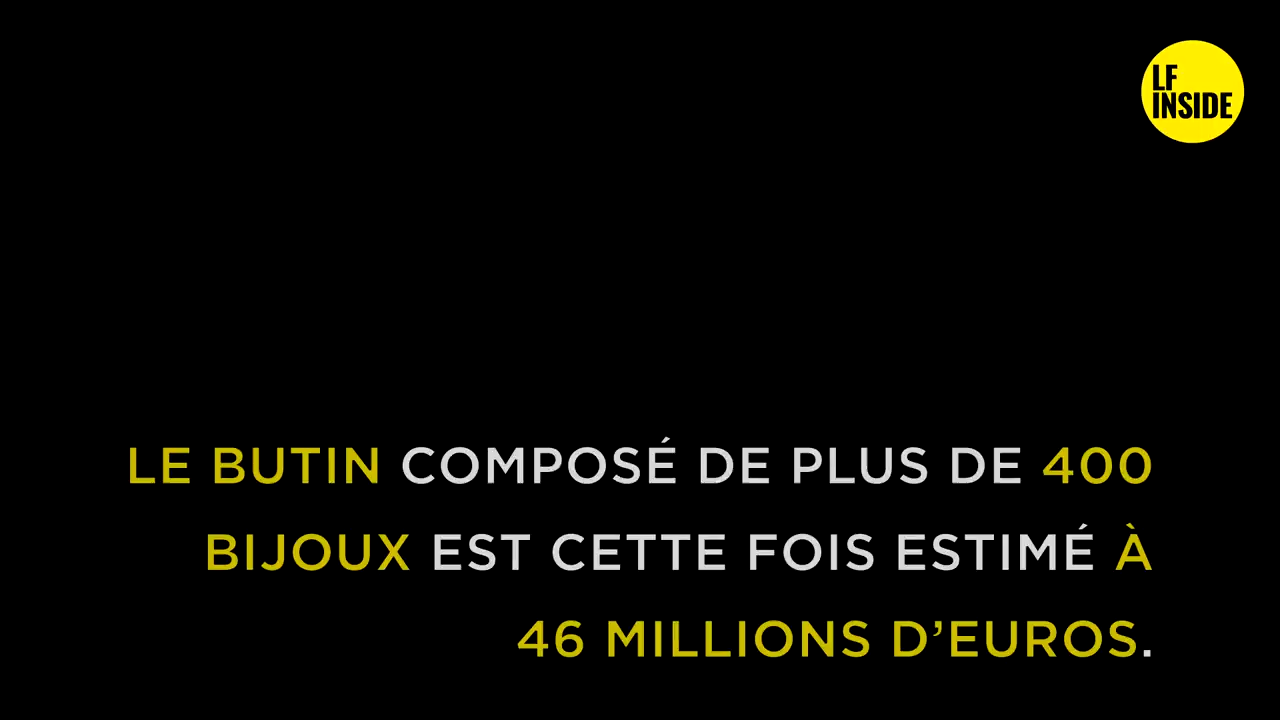 LF
INSIDE
LE BUTIN COMPOSÉ DE PLUS DE 400
BIJOUX EST CETTE FOIS ESTIMÉ À
46 MILLIONS D’EUROS.